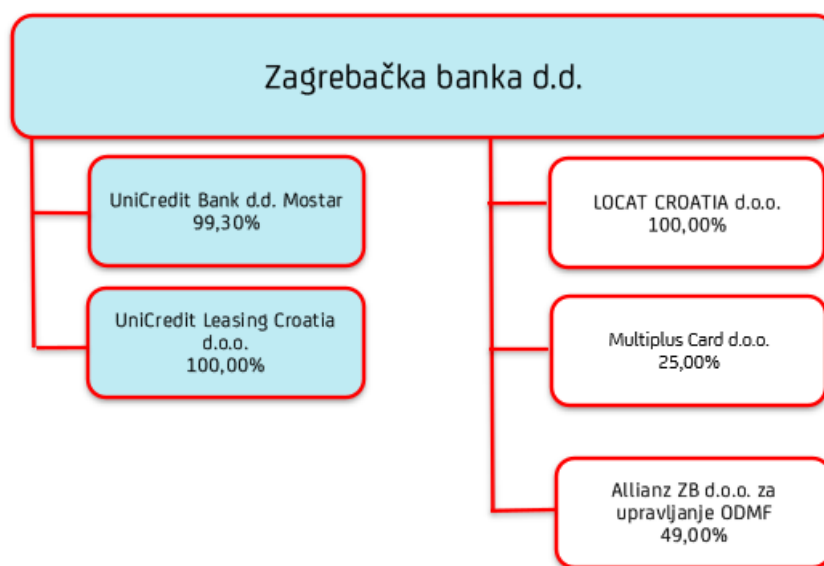 Zagrebačka banka d.d.
UniCredit Bank d.d. Mostar
99,30%
UniCredit Leasing Croatia
d.o.o.
100,00%
LOCAT CROATIA d.o.o.
100,00%
Multiplus Card d.o.o.
25,00%
Allianz ZB d.o.o. za
upravljanje ODMF
49,00%